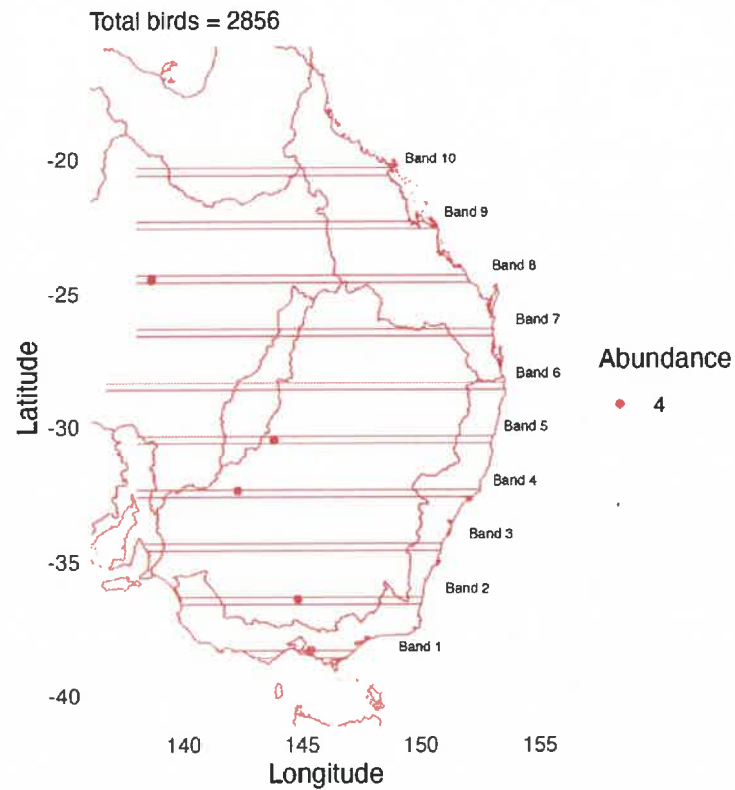 Total birds = 2856
-20
-25
-30
-35
-40
Latitude
Band 10
Band 9
Band 8
Band 7
Band 6
Band 5
Band 4
Band 3
Band 2
Band 1
140
145
150
155
Longitude
Abundance
4